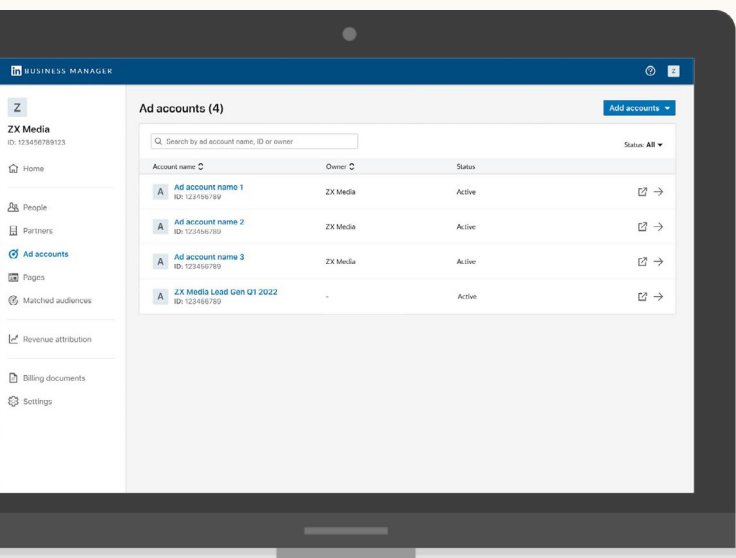 in BUSINESS MANAGER
Z
Z
ZX Media
ID: 123456789123
Home
People
Partners
Ad accounts
Pages
Matched audiences
Revenue attribution
Billing documents
Settings
Ad accounts (4)
Add accounts
Search by ad account name, ID or owner
Status: All
Account name Owner Status
A Ad account name 1 ZX Media Active
ID: 123456789
A Ad account name 2 ZX Media Active
ID: 123456789
A Ad account name 3 ZX Media Active
ID: 123456789
A ZX Media Lead Gen Q1 2022 - Active
ID: 123456789